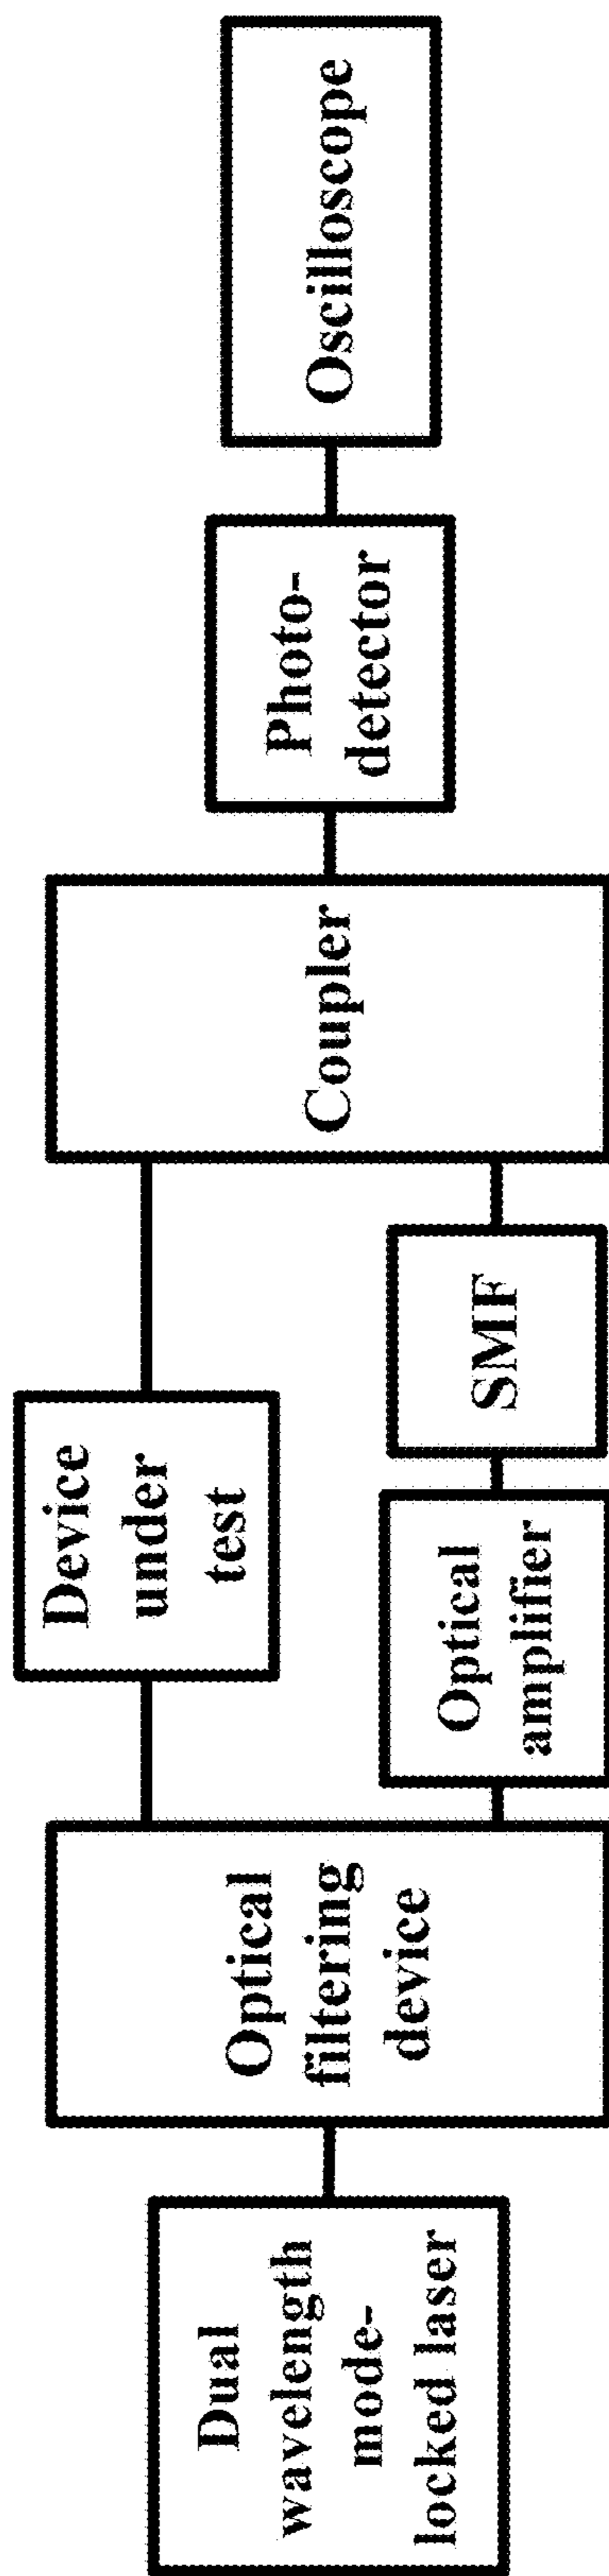 Dual
wavelength
mode-
locked laser
Optical
filtering
device
Device
under
test
Optical
amplifier
SMF
Coupler
Photo-
detector
Oscilloscope